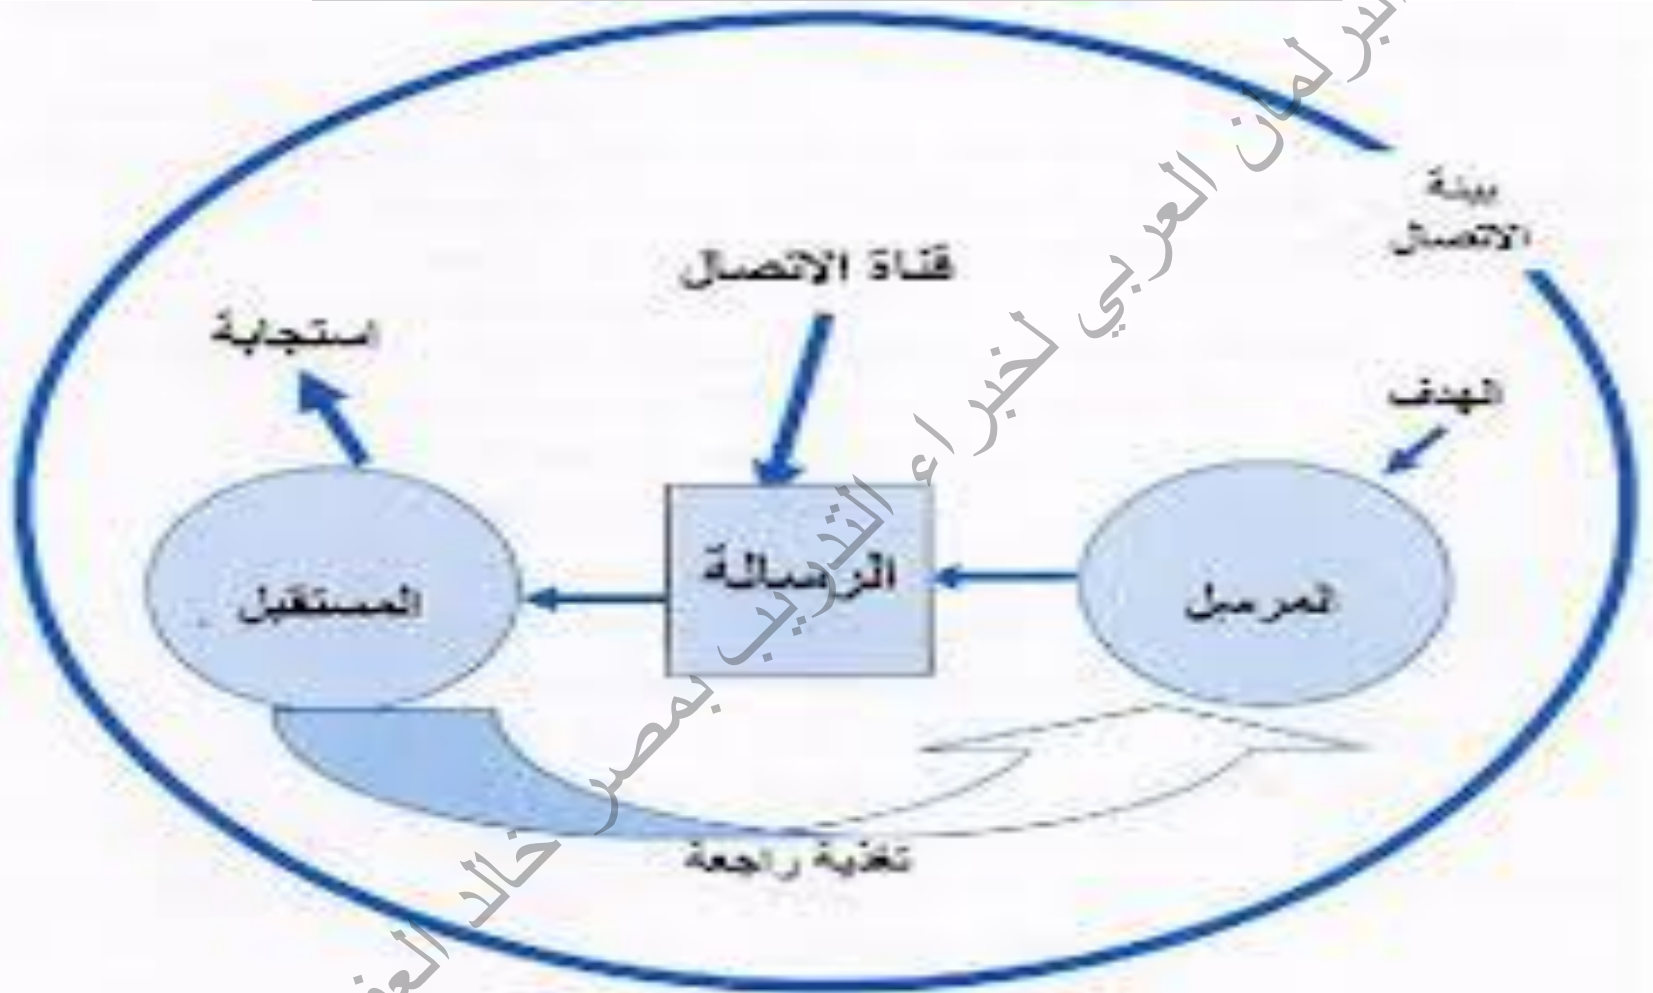 بيئة
الاتصال
قناة الاتصال
استجابة
الهدف
المرسل
الرسالة
المستقبل
تغذية راجعة
البرلمان العربي لخبراء التدريب بمصر خالد